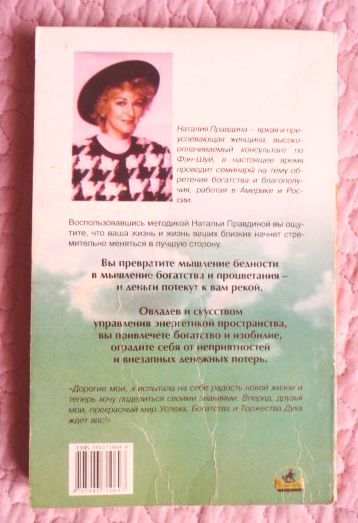 Наталия Правдина – яркая и пре-
успевающая женщина, высоко-
оплачиваемый консультант по
Фэн-Шуй, в настоящее время
проводит семинары на тему об-
ретения богатства и благополу-
чия, работая в Америке и Рос-
сии.
Воспользовавшись методикой Натальи Правдиной вы ощу-
тите, что ваша жизнь и жизнь ваших близких начнет стре-
мительно меняться в лучшую сторону.
Вы превратите мышление бедности
в мышление богатства и процветания –
и деньги потекут к вам рекой.
Овладев искусством
управления энергетикой пространства,
вы привлечете богатство и изобилие,
оградите себя от неприятностей
и внезапных денежных потерь.
«Дорогие мои, я испытала на себе радость новой жизни и
теперь хочу поделиться своими знаниями. Вперед, друзья
мои, прекрасный мир Успеха, Богатства и Торжества Духа
ждет вас!»